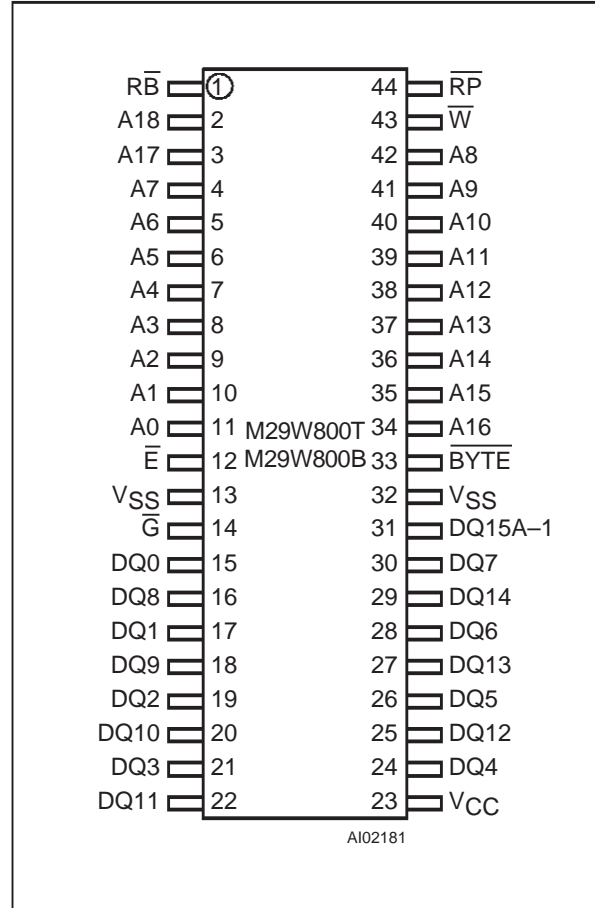 RB̅ 1 44 R̅P̅
A18 2 43 W̅
A17 3 42 A8
A7 4 41 A9
A6 5 40 A10
A5 6 39 A11
A4 7 38 A12
A3 8 37 A13
A2 9 36 A14
A1 10 35 A15
A0 11 M29W800T 34 A16
E̅ 12 M29W800B 33 B̅Y̅T̅E̅
VSS 13 32 VSS
G̅ 14 31 DQ15A–1
DQ0 15 30 DQ7
DQ8 16 29 DQ14
DQ1 17 28 DQ6
DQ9 18 27 DQ13
DQ2 19 26 DQ5
DQ10 20 25 DQ12
DQ3 21 24 DQ4
DQ11 22 23 VCC
AI02181